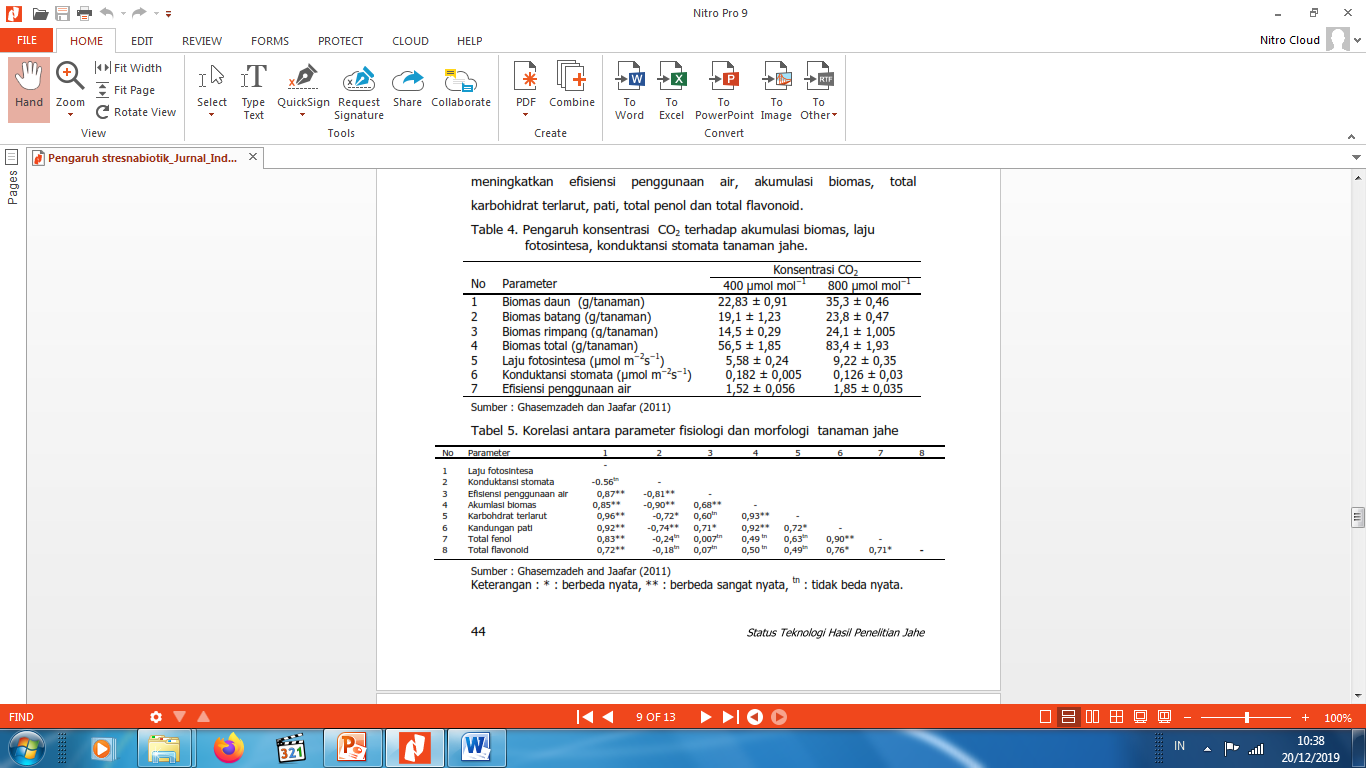 Nitro Pro 9
FILE HOME EDIT REVIEW FORMS PROTECT CLOUD HELP Nitro Cloud
Hand Zoom Fit Width Fit Page Rotate View
View
Select Type Text QuickSign Request Signature Share Collaborate
Tools
PDF Combine
Create
To Word To Excel To PowerPoint To Image To Other
Convert
Pengaruh stresnabiotik_Jurnal_Ind...
Pages
meningkatkan efisiensi penggunaan air, akumulasi biomas, total
karbohidrat terlarut, pati, total penol dan total flavonoid.
Table 4. Pengaruh konsentrasi CO₂ terhadap akumulasi biomas, laju
fotosintesa, konduktansi stomata tanaman jahe.
Konsentrasi CO₂
No Parameter 400 µmol mol⁻¹ 800 µmol mol⁻¹
1 Biomas daun (g/tanaman) 22,83 ± 0,91 35,3 ± 0,46
2 Biomas batang (g/tanaman) 19,1 ± 1,23 23,8 ± 0,47
3 Biomas rimpang (g/tanaman) 14,5 ± 0,29 24,1 ± 1,005
4 Biomas total (g/tanaman) 56,5 ± 1,85 83,4 ± 1,93
5 Laju fotosintesa (µmol m⁻²s⁻¹) 5,58 ± 0,24 9,22 ± 0,35
6 Konduktansi stomata (µmol m⁻²s⁻¹) 0,182 ± 0,005 0,126 ± 0,03
7 Efisiensi penggunaan air 1,52 ± 0,056 1,85 ± 0,035
Sumber : Ghasemzadeh dan Jaafar (2011)
Tabel 5. Korelasi antara parameter fisiologi dan morfologi tanaman jahe
No Parameter 1 2 3 4 5 6 7 8
1 Laju fotosintesa -
2 Konduktansi stomata -0.56ᵗⁿ -
3 Efisiensi penggunaan air 0,87** -0,81** -
4 Akumlasi biomas 0,85** -0,90** 0,68** -
5 Karbohdrat terlarut 0,96** -0,72* 0,60ᵗⁿ 0,93** -
6 Kandungan pati 0,92** -0,74** 0,71* 0,92** 0,72* -
7 Total fenol 0,83** -0,24ᵗⁿ 0,007ᵗⁿ 0,49 ᵗⁿ 0,63ᵗⁿ 0,90** -
8 Total flavonoid 0,72** -0,18ᵗⁿ 0,07ᵗⁿ 0,50 ᵗⁿ 0,49ᵗⁿ 0,76* 0,71* -
Sumber : Ghasemzadeh and Jaafar (2011)
Keterangan : * : berbeda nyata, ** : berbeda sangat nyata, ᵗⁿ : tidak beda nyata.
44 Status Teknologi Hasil Penelitian Jahe
FIND 9 OF 13 100%
321
IN 10:38
20/12/2019